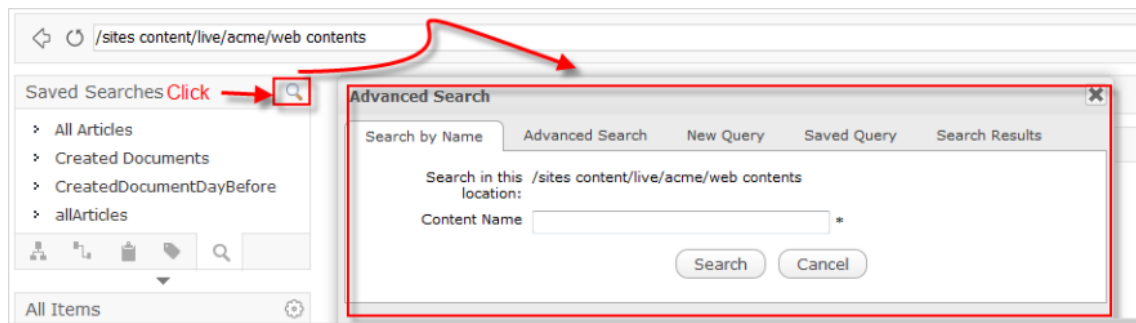 /sites content/live/acme/web contents
Saved Searches Click
All Articles
Created Documents
CreatedDocumentDayBefore
allArticles
All Items
Advanced Search
Search by Name Advanced Search New Query Saved Query Search Results
Search in this /sites content/live/acme/web contents
location:
Content Name *
Search Cancel